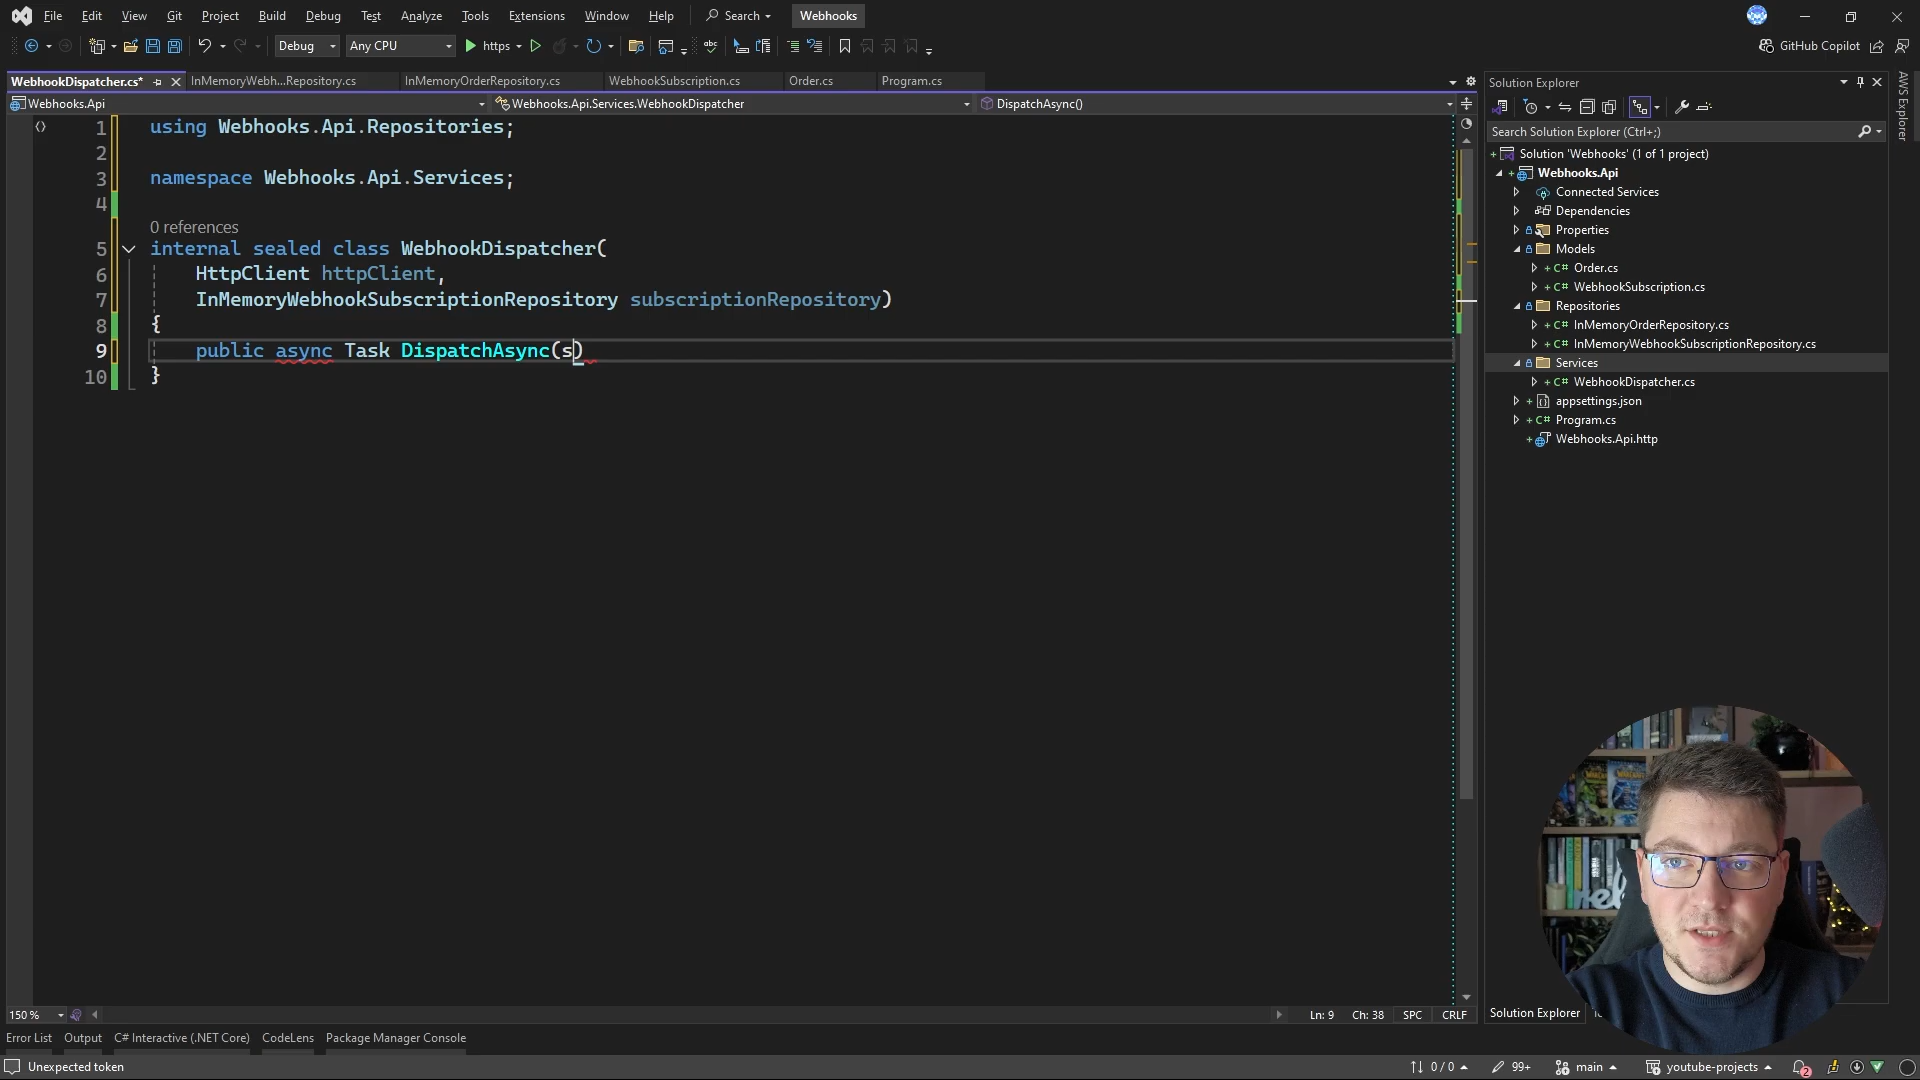 File Edit View Git Project Build Debug Test Analyze Tools Extensions Window Help Search Webhooks
Debug Any CPU https GitHub Copilot
WebhookDispatcher.cs* InMemoryWebh...Repository.cs InMemoryOrderRepository.cs WebhookSubscription.cs Order.cs Program.cs
Webhooks.Api Webhooks.Api.Services.WebhookDispatcher DispatchAsync()
1 using Webhooks.Api.Repositories;
2
3 namespace Webhooks.Api.Services;
4
0 references
5 internal sealed class WebhookDispatcher(
6 HttpClient httpClient,
7 InMemoryWebhookSubscriptionRepository subscriptionRepository)
8 {
9 public async Task DispatchAsync(s)
10 }
Solution Explorer
Search Solution Explorer (Ctrl+;)
Solution 'Webhooks' (1 of 1 project)
Webhooks.Api
Connected Services
Dependencies
Properties
Models
C# Order.cs
C# WebhookSubscription.cs
Repositories
C# InMemoryOrderRepository.cs
C# InMemoryWebhookSubscriptionRepository.cs
Services
C# WebhookDispatcher.cs
appsettings.json
C# Program.cs
Webhooks.Api.http
AWS Explorer
150 % Ln: 9 Ch: 38 SPC CRLF
Solution Explorer
Error List Output C# Interactive (.NET Core) CodeLens Package Manager Console
Unexpected token 0 / 0 99+ main youtube-projects 2